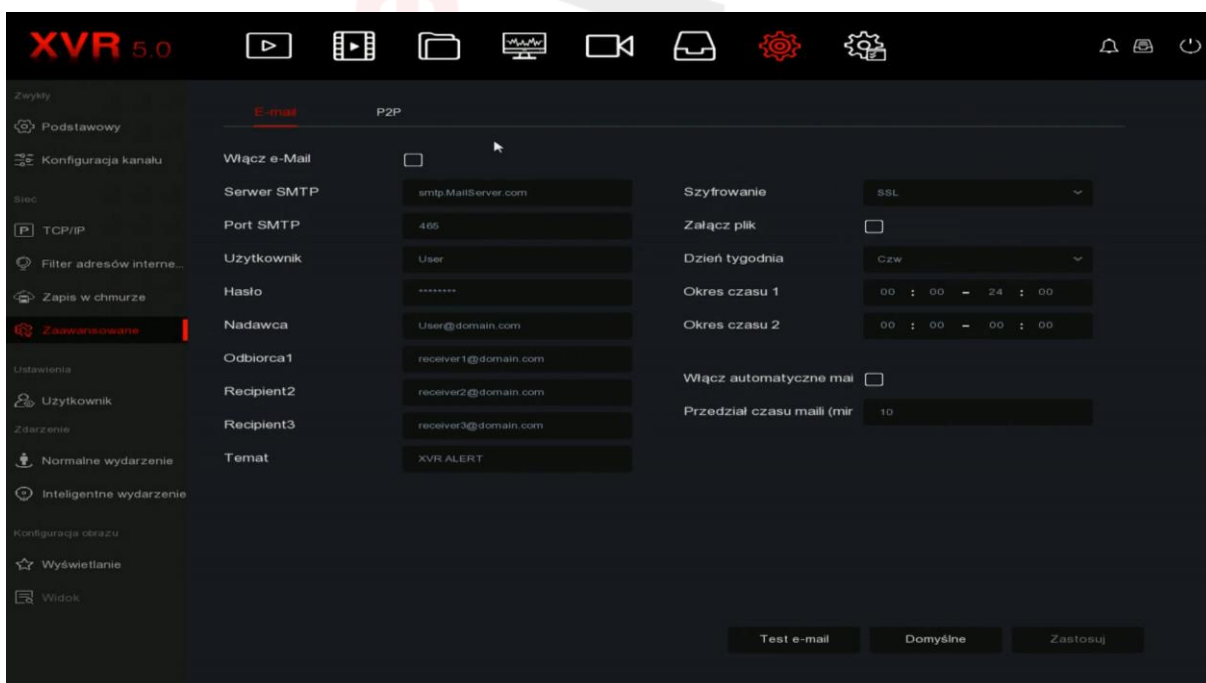 XVR 5.0
Zwykły
Podstawowy
Konfiguracja kanału
Sieć
TCP/IP
Filter adresów interne...
Zapis w chmurze
Zaawansowane
Ustawienia
Użytkownik
Zdarzenie
Normalne wydarzenie
Inteligentne wydarzenie
Konfiguracja obrazu
Wyświetlanie
Widok
E-mail P2P
Włącz e-Mail
Serwer SMTP smtp.MailServer.com
Port SMTP 465
Użytkownik User
Hasło ********
Nadawca User@domain.com
Odbiorca1 receiver1@domain.com
Recipient2 receiver2@domain.com
Recipient3 receiver3@domain.com
Temat XVR ALERT
Szyfrowanie SSL
Załącz plik
Dzień tygodnia Czw
Okres czasu 1 00 : 00 - 24 : 00
Okres czasu 2 00 : 00 - 00 : 00
Włącz automatyczne mai
Przedział czasu maili (mir 10
Test e-mail Domyślne Zastosuj